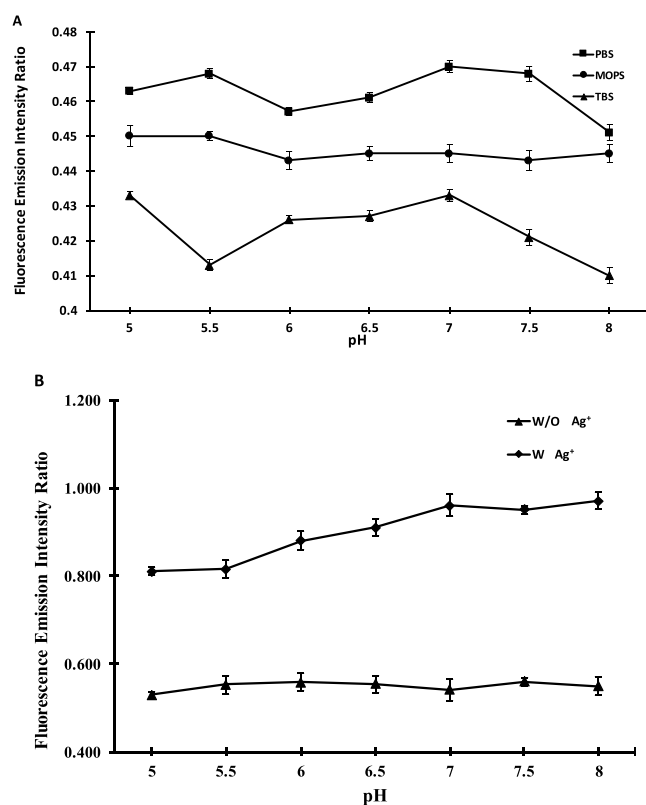 A
0.48
0.47
0.46
0.45
0.44
0.43
0.42
0.41
0.4
Fluorescence Emission Intensity Ratio
PBS
MOPS
TBS
5 5.5 6 6.5 7 7.5 8
pH
B
1.200
1.000
0.800
0.600
0.400
Fluorescence Emission Intensity Ratio
W/O Ag⁺
W Ag⁺
5 5.5 6 6.5 7 7.5 8
pH